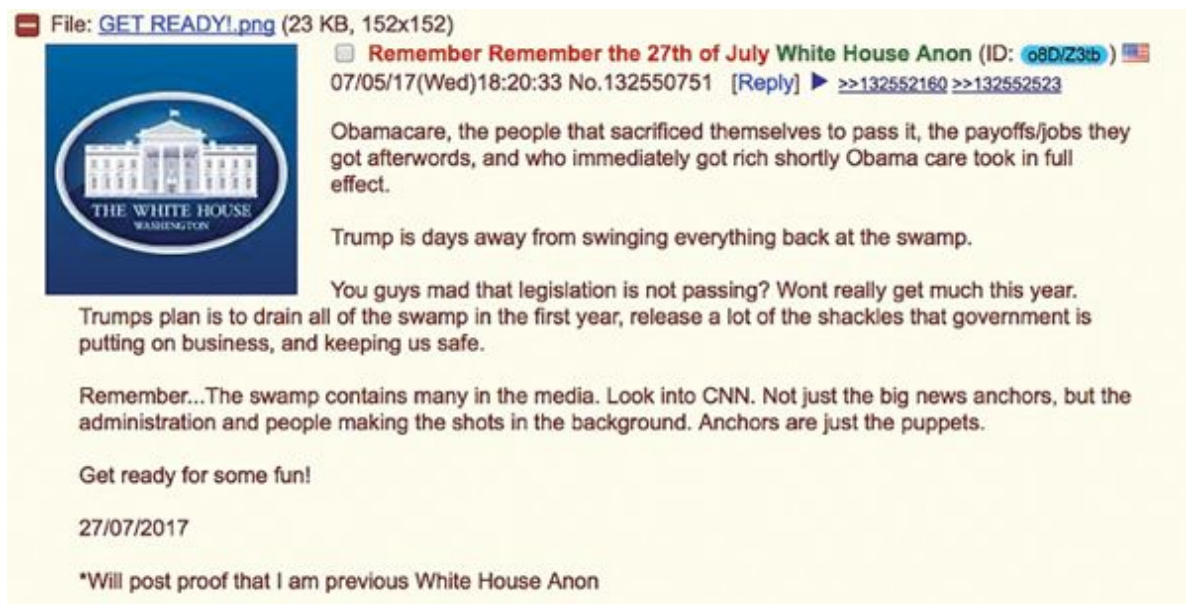 File: GET READY!.png (23 KB, 152x152)
Remember Remember the 27th of July White House Anon (ID: o8D/Z3tb)
07/05/17(Wed)18:20:33 No.132550751 [Reply] ▶ >>132552160 >>132552523
THE WHITE HOUSE
WASHINGTON
Obamacare, the people that sacrificed themselves to pass it, the payoffs/jobs they
got afterwords, and who immediately got rich shortly Obama care took in full
effect.
Trump is days away from swinging everything back at the swamp.
You guys mad that legislation is not passing? Wont really get much this year.
Trumps plan is to drain all of the swamp in the first year, release a lot of the shackles that government is
putting on business, and keeping us safe.
Remember...The swamp contains many in the media. Look into CNN. Not just the big news anchors, but the
administration and people making the shots in the background. Anchors are just the puppets.
Get ready for some fun!
27/07/2017
*Will post proof that I am previous White House Anon